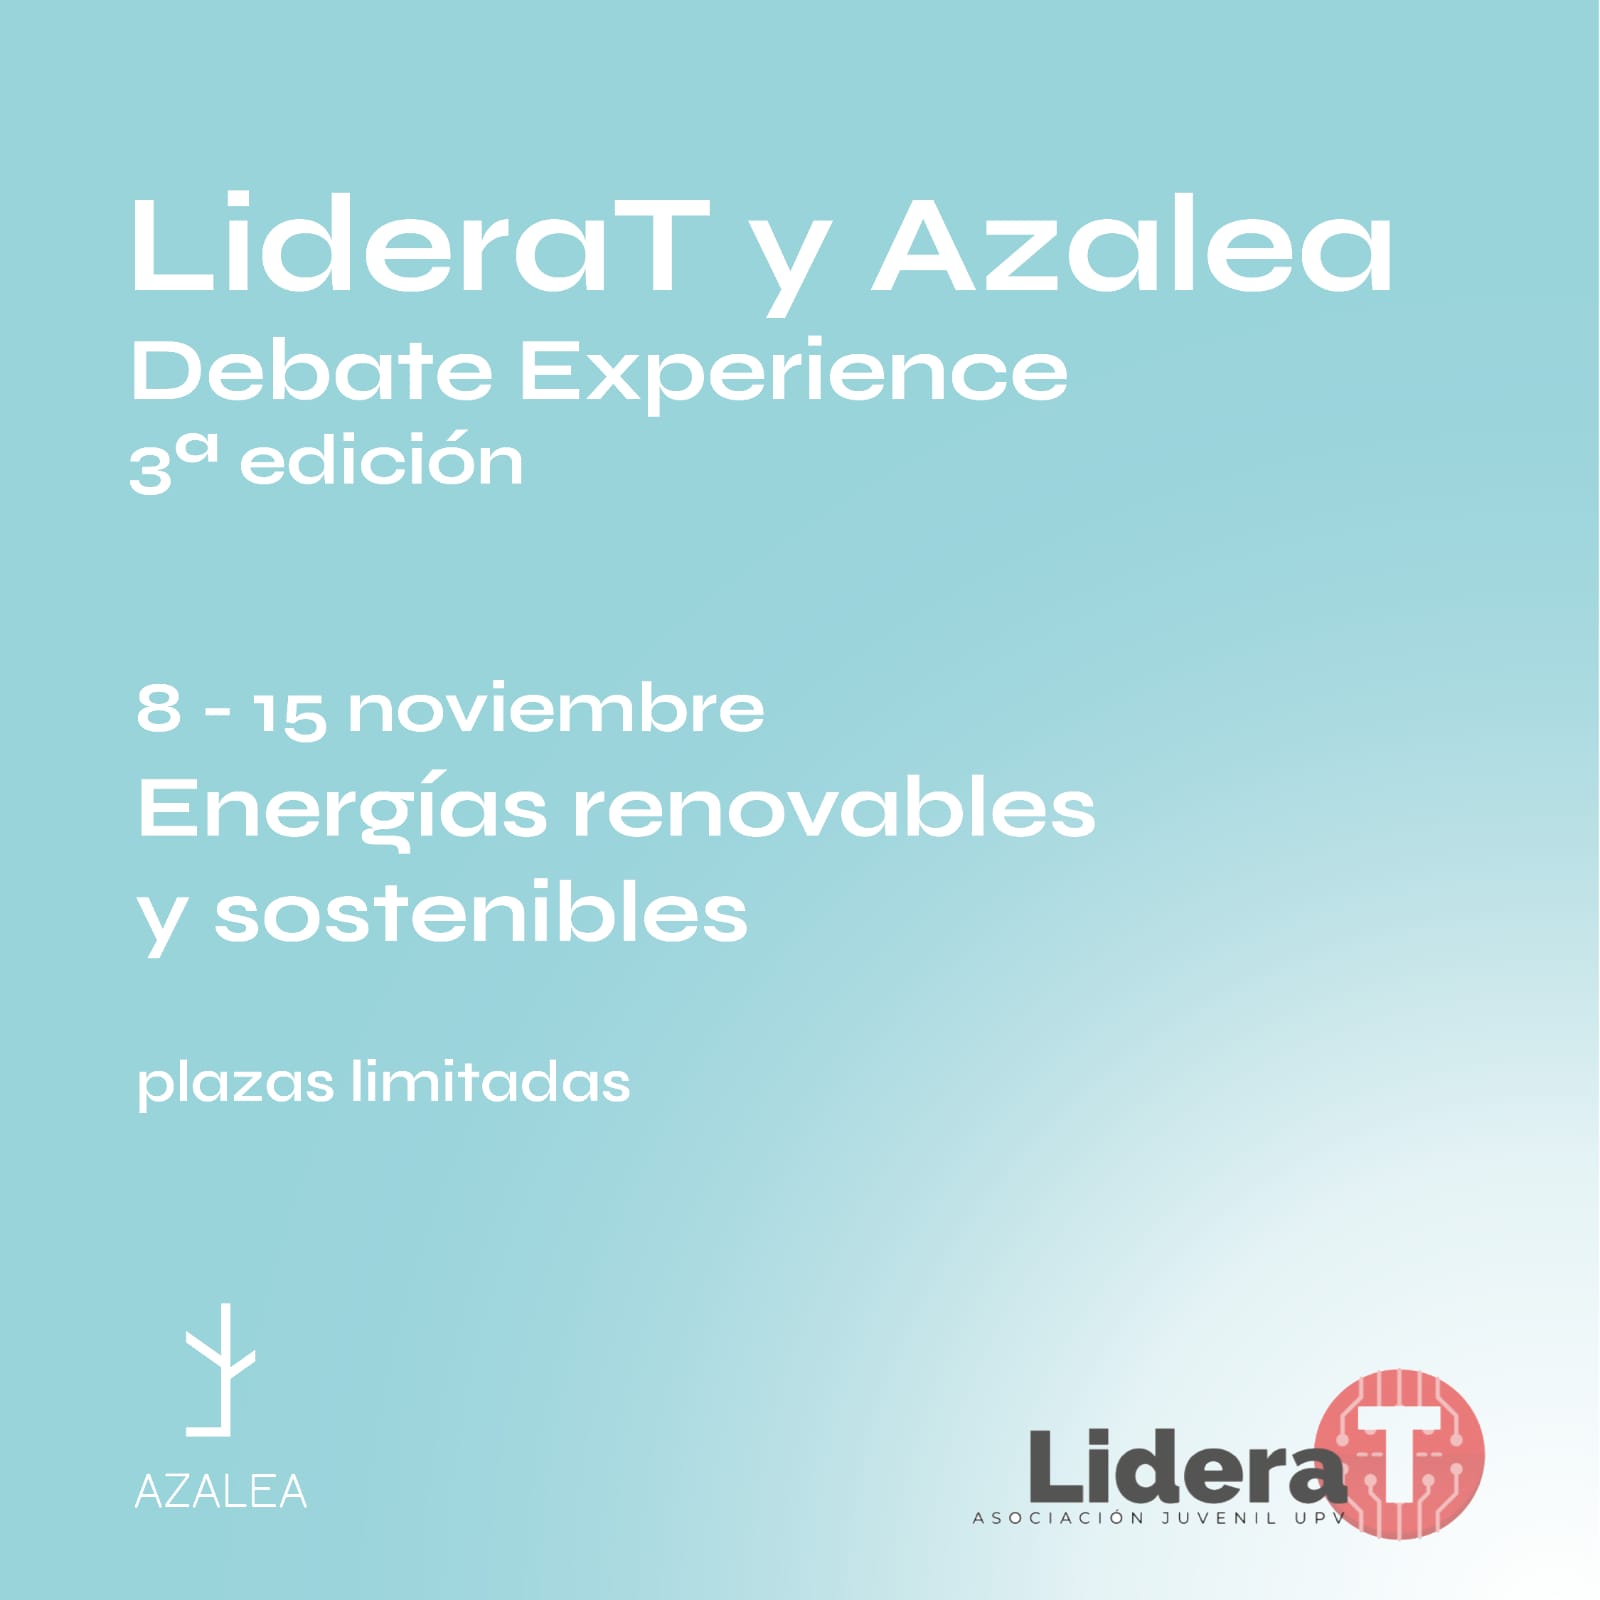 LideraT y Azalea
Debate Experience
3ª edición
8 - 15 noviembre
Energías renovables
y sostenibles
plazas limitadas
AZALEA
LideraT
ASOCIACIÓN JUVENIL UPV